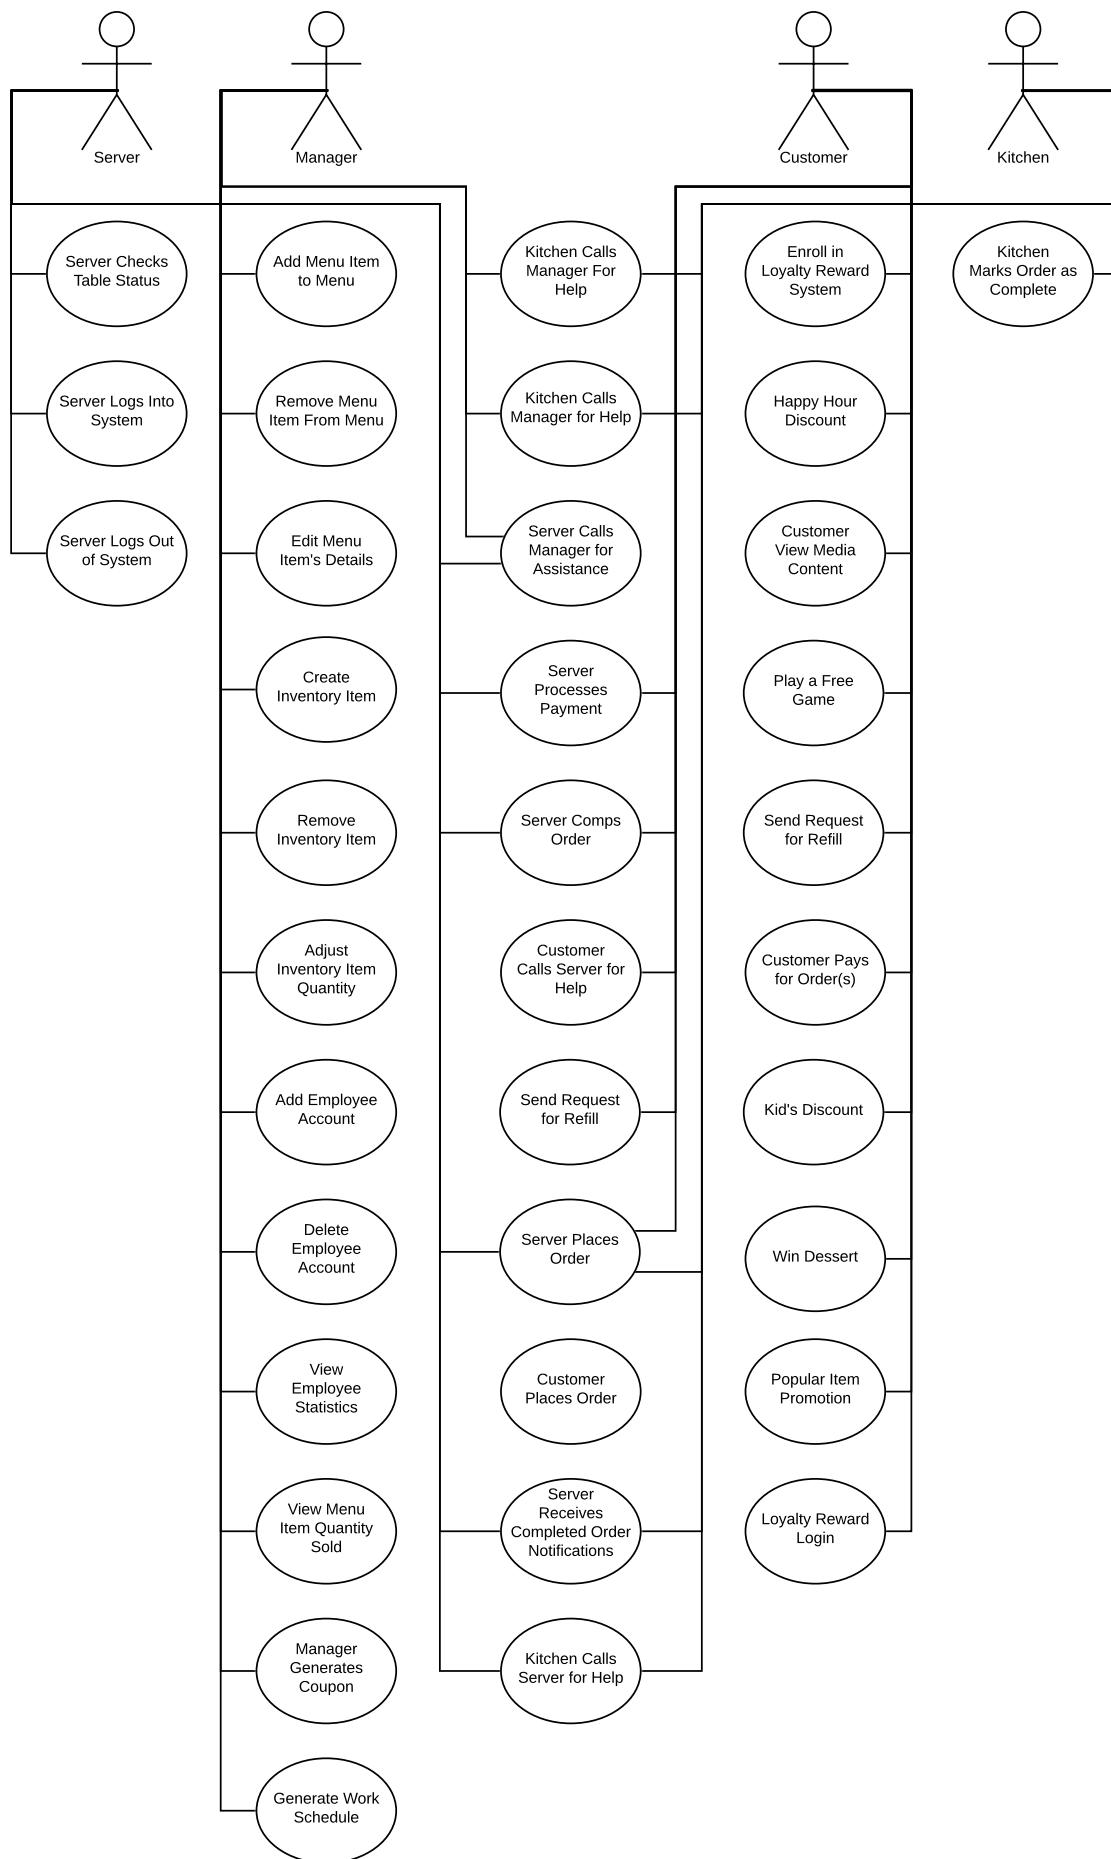 Server
Manager
Customer
Kitchen
Server Checks
Table Status
Add Menu Item
to Menu
Kitchen Calls
Manager For
Help
Enroll in
Loyalty Reward
System
Kitchen
Marks Order as
Complete
Server Logs Into
System
Remove Menu
Item From Menu
Kitchen Calls
Manager for Help
Happy Hour
Discount
Server Logs Out
of System
Edit Menu
Item's Details
Server Calls
Manager for
Assistance
Customer
View Media
Content
Create
Inventory Item
Server
Processes
Payment
Play a Free
Game
Remove
Inventory Item
Server Comps
Order
Send Request
for Refill
Adjust
Inventory Item
Quantity
Customer
Calls Server for
Help
Customer Pays
for Order(s)
Add Employee
Account
Send Request
for Refill
Kid's Discount
Delete
Employee
Account
Server Places
Order
Win Dessert
View
Employee
Statistics
Customer
Places Order
Popular Item
Promotion
View Menu
Item Quantity
Sold
Server
Receives
Completed Order
Notifications
Loyalty Reward
Login
Manager
Generates
Coupon
Kitchen Calls
Server for Help
Generate Work
Schedule